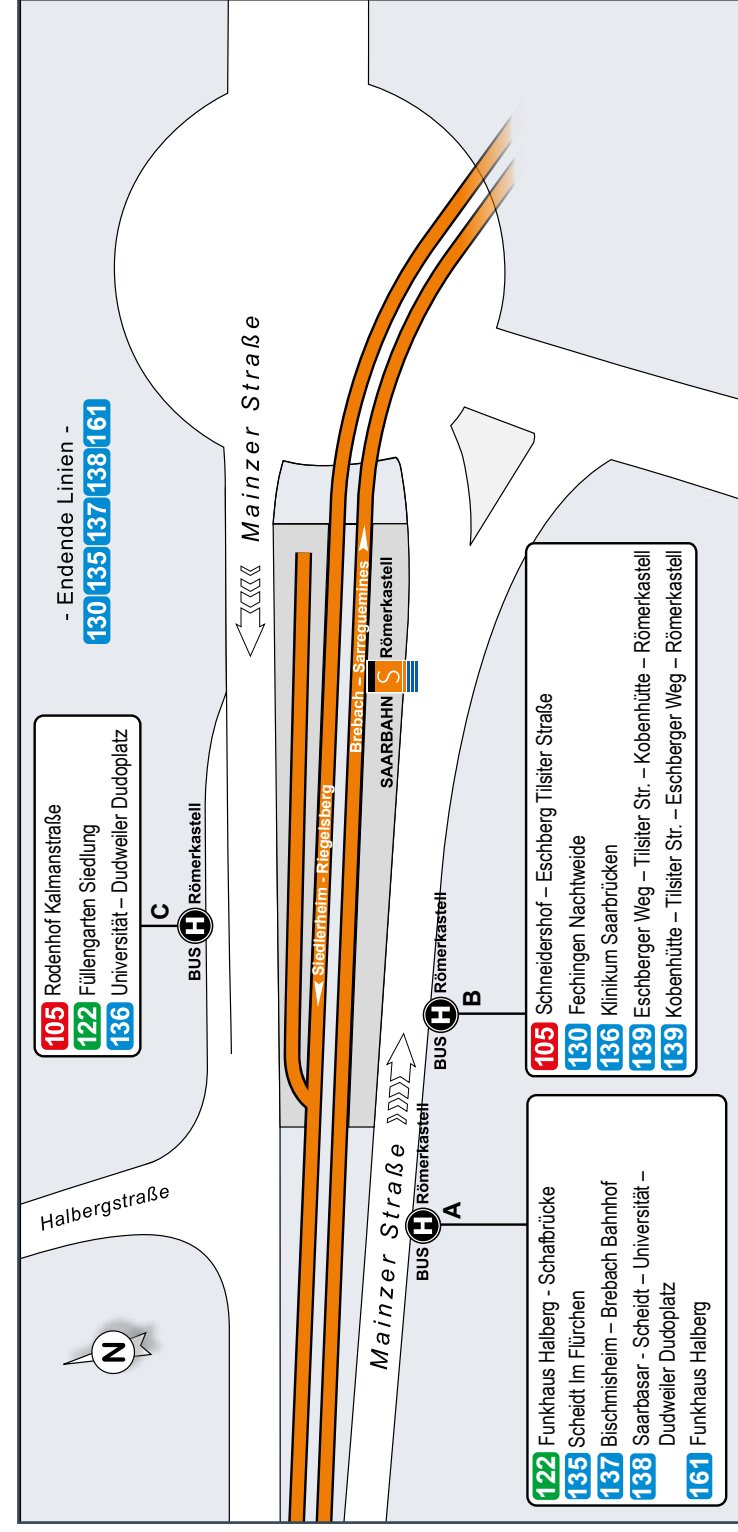 N
Halbergstraße
105 Rodenhof Kalmanstraße
122 Füllengarten Siedlung
136 Universität – Dudweiler Dudoplatz
C
BUS H Römerkastell
- Endende Linien -
130 135 137 138 161
Mainzer Straße
Siedlerheim - Riegelsberg
Brebach – Sarreguemines
SAARBAHN S Römerkastell
Mainzer Straße
BUS H Römerkastell
A
BUS H Römerkastell
B
122 Funkhaus Halberg - Schafbrücke
135 Scheidt Im Flürchen
137 Bischmisheim – Brebach Bahnhof
138 Saarbasar - Scheidt – Universität –
Dudweiler Dudoplatz
161 Funkhaus Halberg
105 Schneidershof – Eschberg Tilsiter Straße
130 Fechingen Nachtweide
136 Klinikum Saarbrücken
139 Eschberger Weg – Tilsiter Str. – Kobenhütte – Römerkastell
139 Kobenhütte – Tilsiter Str. – Eschberger Weg – Römerkastell